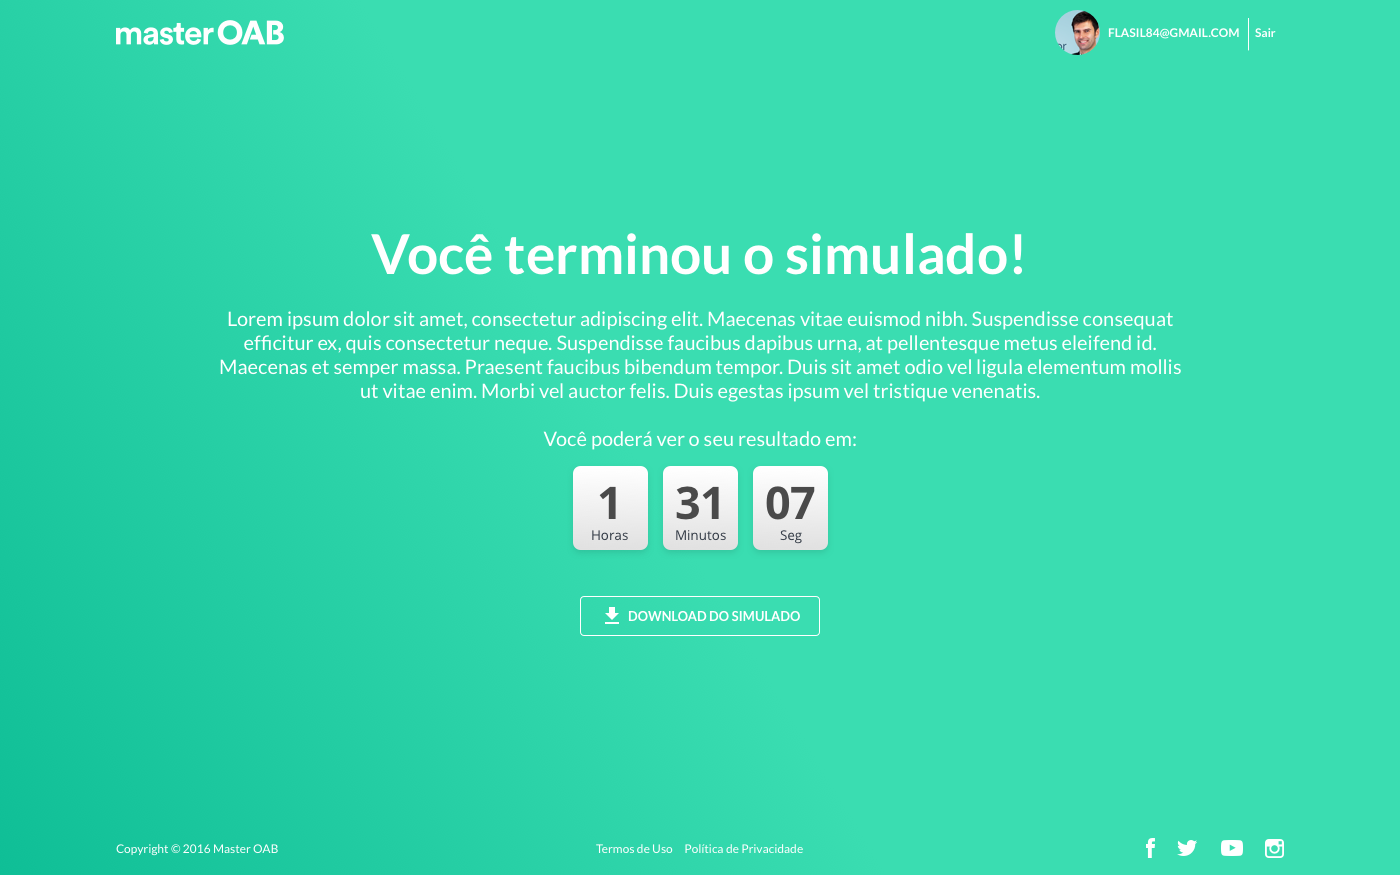 master OAB
FLASIL84@GMAIL.COM Sair
Você terminou o simulado!
Lorem ipsum dolor sit amet, consectetur adipiscing elit. Maecenas vitae euismod nibh. Suspendisse consequat
efficitur ex, quis consectetur neque. Suspendisse faucibus dapibus urna, at pellentesque metus eleifend id.
Maecenas et semper massa. Praesent faucibus bibendum tempor. Duis sit amet odio vel ligula elementum mollis
ut vitae enim. Morbi vel auctor felis. Duis egestas ipsum vel tristique venenatis.
Você poderá ver o seu resultado em:
1 31 07
Horas Minutos Seg
DOWNLOAD DO SIMULADO
Copyright © 2016 Master OAB Termos de Uso Política de Privacidade